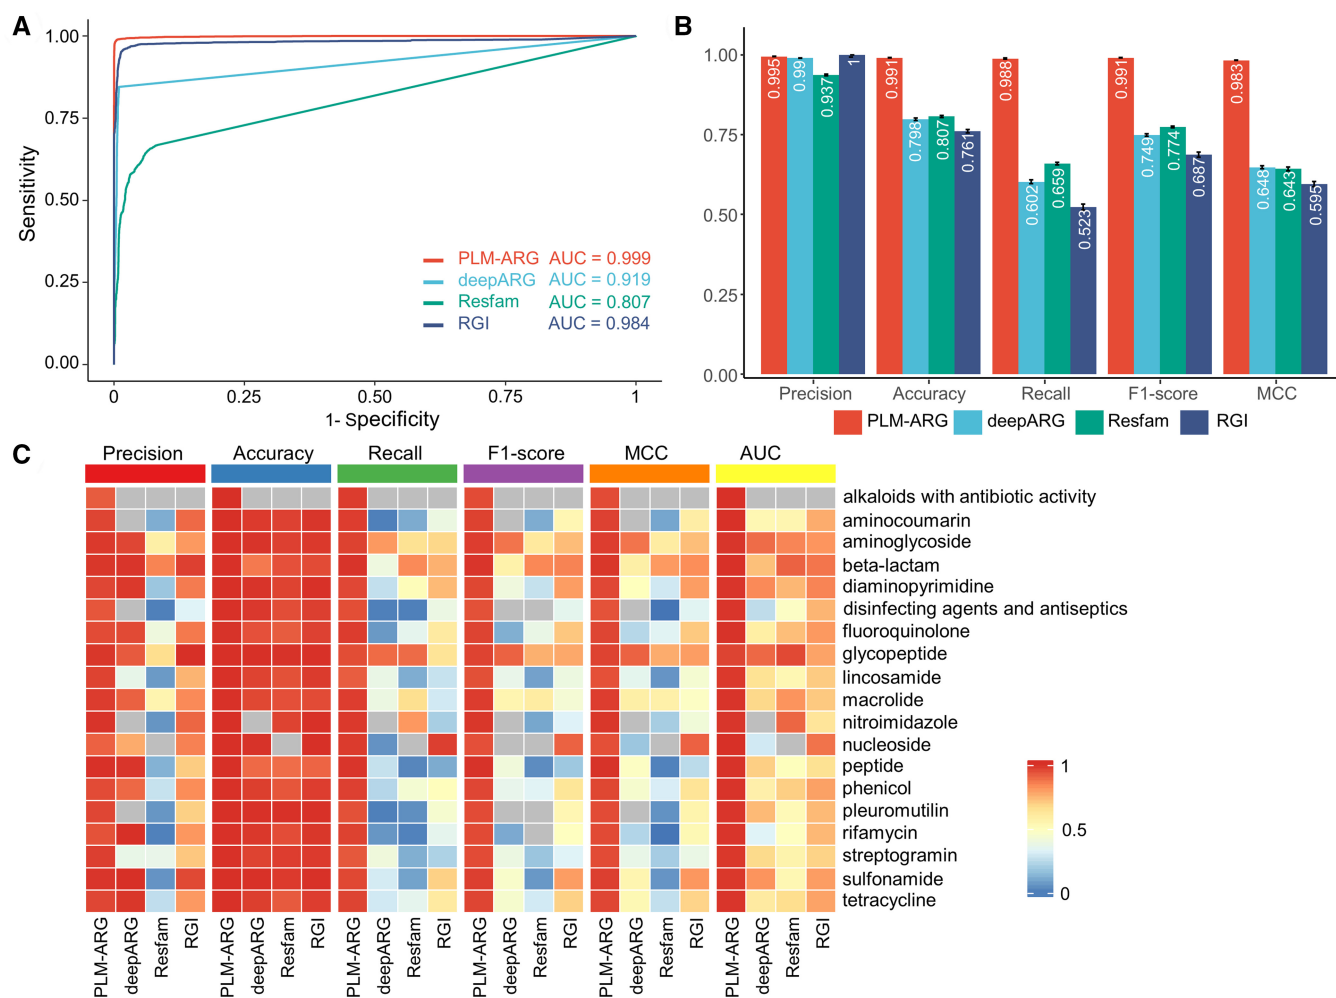 A
1.00
0.75
0.50
0.25
0.00
Sensitivity
0
0.25
0.50
0.75
1
1- Specificity
PLM-ARG AUC = 0.999
deepARG AUC = 0.919
Resfam AUC = 0.807
RGI AUC = 0.984
B
1.00
0.75
0.50
0.25
0.00
0.995
0.99
0.937
1
0.991
0.798
0.807
0.761
0.988
0.602
0.659
0.523
0.991
0.749
0.774
0.687
0.983
0.648
0.643
0.595
Precision Accuracy Recall F1-score MCC
PLM-ARG deepARG Resfam RGI
C
Precision Accuracy Recall F1-score MCC AUC
alkaloids with antibiotic activity
aminocoumarin
aminoglycoside
beta-lactam
diaminopyrimidine
disinfecting agents and antiseptics
fluoroquinolone
glycopeptide
lincosamide
macrolide
nitroimidazole
nucleoside
peptide
phenicol
pleuromutilin
rifamycin
streptogramin
sulfonamide
tetracycline
PLM-ARG deepARG Resfam RGI PLM-ARG deepARG Resfam RGI PLM-ARG deepARG Resfam RGI PLM-ARG deepARG Resfam RGI PLM-ARG deepARG Resfam RGI PLM-ARG deepARG Resfam RGI
1
0.5
0